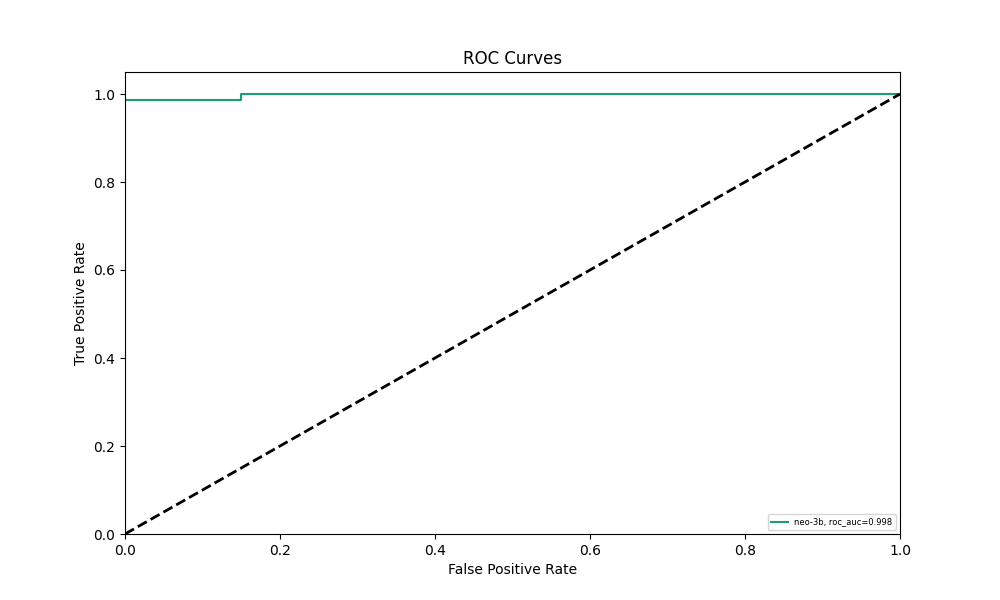 ROC Curves
True Positive Rate
1.0
0.8
0.6
0.4
0.2
0.0
0.0 0.2 0.4 0.6 0.8 1.0
False Positive Rate
neo-3b, roc_auc=0.998